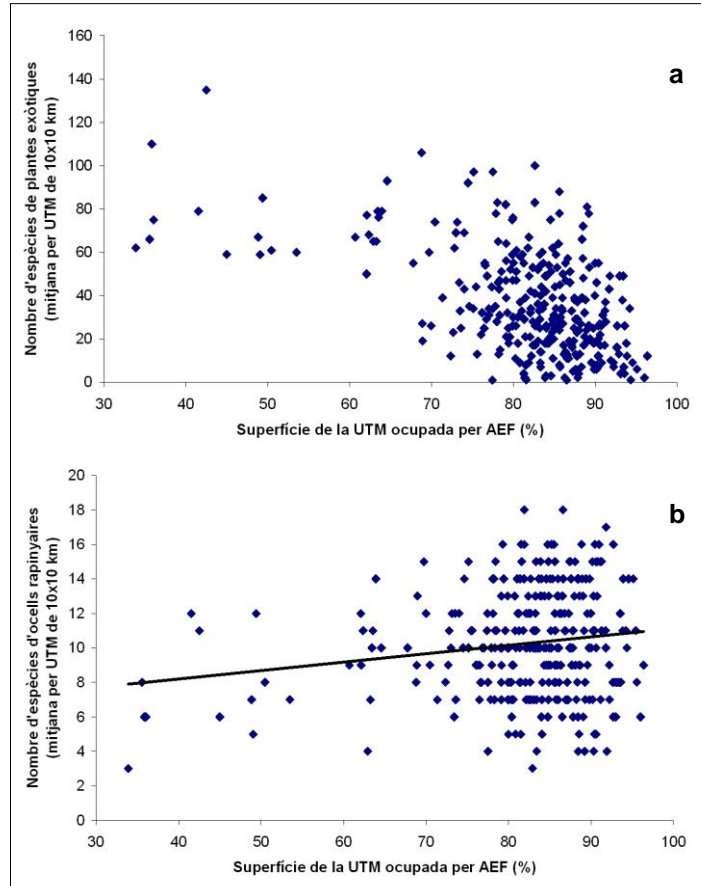 a
Nombre d'espècies de plantes exòtiques
(mitjana per UTM de 10x10 km)
160
140
120
100
80
60
40
20
0
30 40 50 60 70 80 90 100
Superfície de la UTM ocupada per AEF (%)
b
Nombre d'espècies d'ocells rapinyaires
(mitjana per UTM de 10x10 km)
20
18
16
14
12
10
8
6
4
2
0
30 40 50 60 70 80 90 100
Superfície de la UTM ocupada per AEF (%)